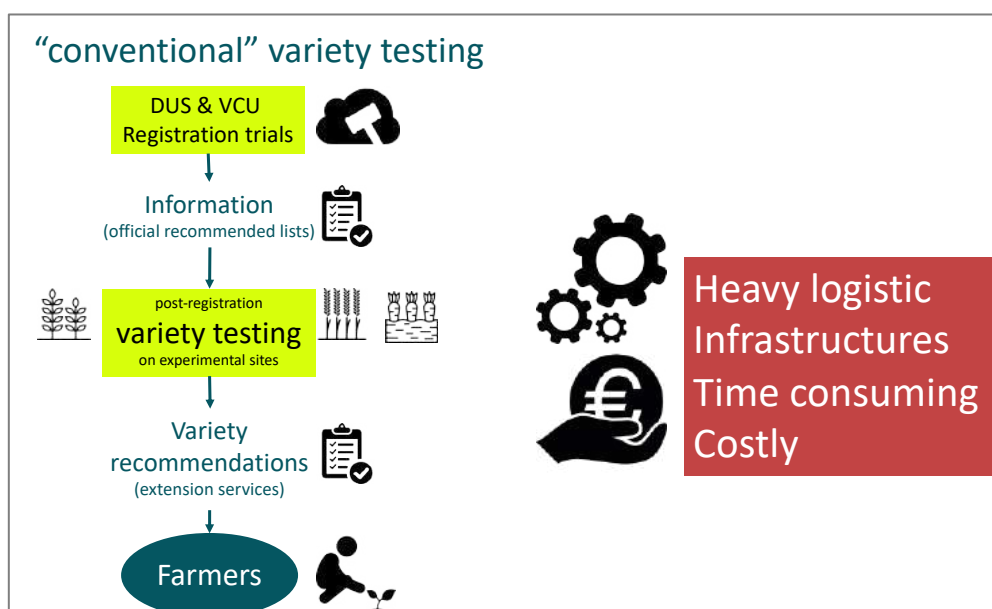 “conventional” variety testing
DUS & VCU
Registration trials
Information
(official recommended lists)
post-registration
variety testing
on experimental sites
Variety
recommendations
(extension services)
Farmers
€
Heavy logistic
Infrastructures
Time consuming
Costly